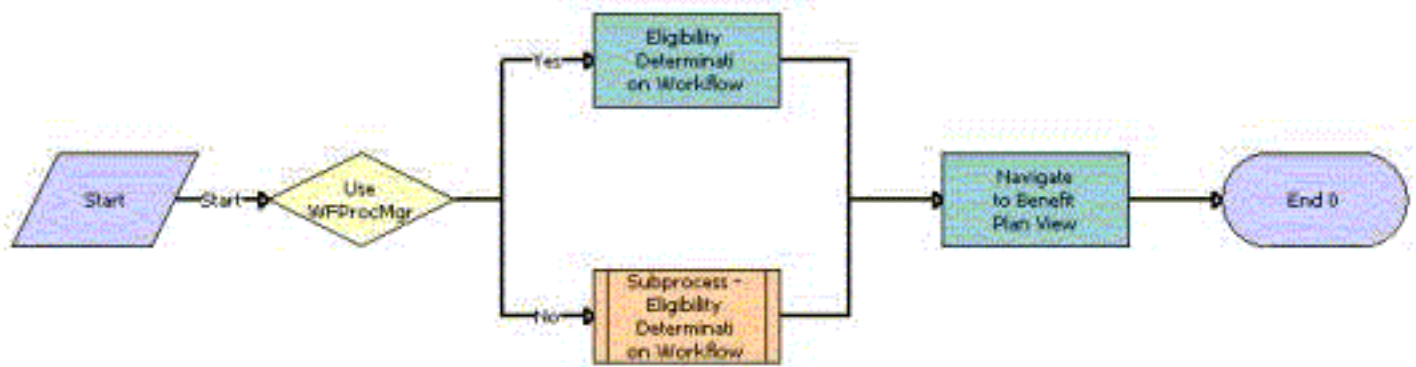 Start
Start
Use
WFProcMgr
Yes
Eligibility
Determinati
on Workflow
No
Subprocess -
Eligibility
Determinati
on Workflow
Navigate
to Benefit
Plan View
End 0